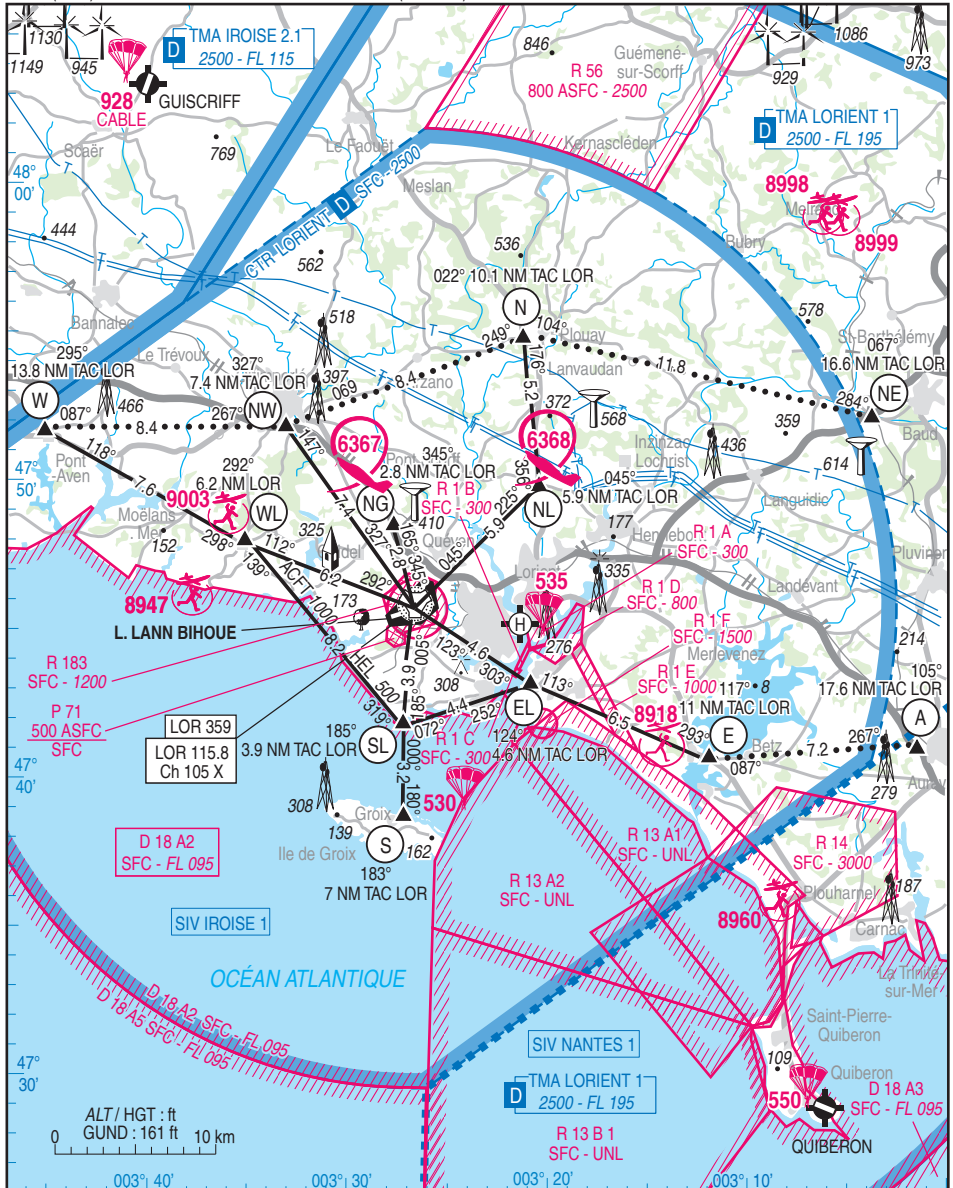 1130
1149
945
928
CABLE
GUISCRIFF
D TMA IROISE 2.1
2500 - FL 115
846
Guémené-
sur-Scorff
R 56
800 ASFC - 2500
1086
929
973
D TMA LORIENT 1
2500 - FL 195
Scaër
769
Le Faouët
Kernascléden
48°
00'
Meslan
8998
8999
CTR LORIENT D SFC - 2500
444
562
536
Bubry
022° 10.1 NM TAC LOR
N
578
St-Barthélémy
Bannalec
518
249°
104°
Plouay
067°
16.6 NM TAC LOR
295°
13.8 NM TAC LOR
Le Trévoux
327°
7.4 NM TAC LOR
397
069
8.4
176°
5.2
Lanvaudan
11.8
NE
W
466
NW
372
568
284°
Baud
087°
8.4
267°
147°
6367
6368
359
Inzinzac
Lochrist
436
614
118°
47°
50'
Pont
-Aven
7.6
292°
6.2 NM LOR
9003
WL
7.4
345°
2.8 NM TAC LOR
NG
R 1 B
SFC - 300
356°
045°
5.9 NM TAC LOR
NL
Languidic
Moëlans
152
325
410
Quéven
225°
5.9
177
R 1 A
SFC - 300
Pluviner
298°
112°
327°
165°
2.8
345°
045°
Lorient
Landévant
139°
ACFT 1000
6.2
292°
535
335
R 1 D
SFC - 800
8947
173
L. LANN BIHOUE
H
276
R 1 F
SFC - 1500
Merlevenez
214
R 183
SFC - 1200
8.2
HEL 500
123°
4.6
303°
308
R 1 E
SFC - 1000
105°
17.6 NM TAC LOR
P 71
500 ASFC
SFC
005°
3.9
185°
113°
117°
11 NM TAC LOR
8
A
LOR 359
LOR 115.8
Ch 105 X
319°
4.4
252°
072°
EL
6.5
8918
293°
E
Betz
267°
7.2
087°
185°
3.9 NM TAC LOR
SL
R 1 C
SFC - 300
124°
4.6 NM TAC LOR
47°
40'
000°
3.2
180°
530
279
Auray
308
139
Groix
Ile de Groix
162
S
183°
7 NM TAC LOR
D 18 A2
SFC - FL 095
R 13 A1
SFC - UNL
R 14
SFC - 3000
R 13 A2
SFC - UNL
8960
Plouharnel
187
Carnac
SIV IROISE 1
La Trinité-
sur-Mer
OCÉAN ATLANTIQUE
D 18 A2 SFC - FL 095
D 18 A5 SFC - FL 095
Saint-Pierre-
Quiberon
SIV NANTES 1
47°
30'
D TMA LORIENT 1
2500 - FL 195
109
Quiberon
550
D 18 A3
SFC - FL 095
R 13 B 1
SFC - UNL
QUIBERON
ALT / HGT : ft
GUND : 161 ft
0 10 km
003° 40'
003° 30'
003° 20'
003° 10'